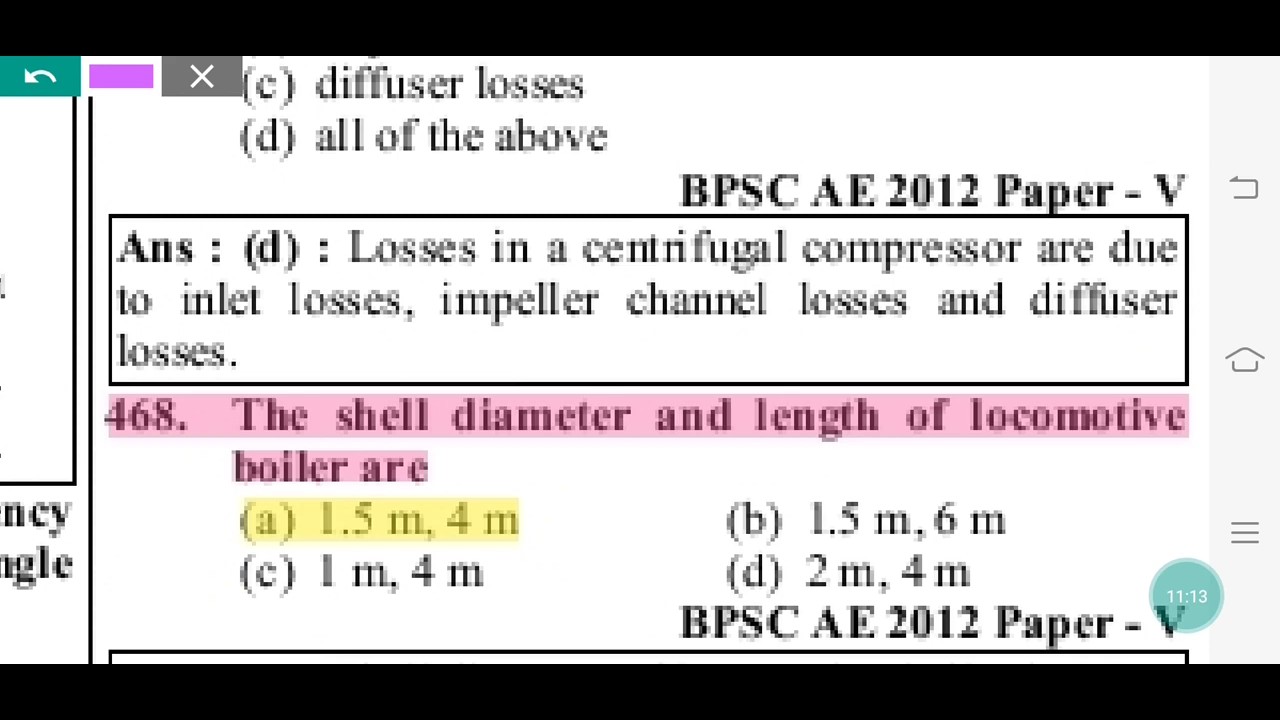 (c) diffuser losses
(d) all of the above
BPSC AE 2012 Paper - V
Ans : (d) : Losses in a centrifugal compressor are due
to inlet losses, impeller channel losses and diffuser
losses.
468. The shell diameter and length of locomotive
boiler are
(a) 1.5 m, 4 m
(b) 1.5 m, 6 m
(c) 1 m, 4 m
(d) 2 m, 4 m
BPSC AE 2012 Paper - V
11:13